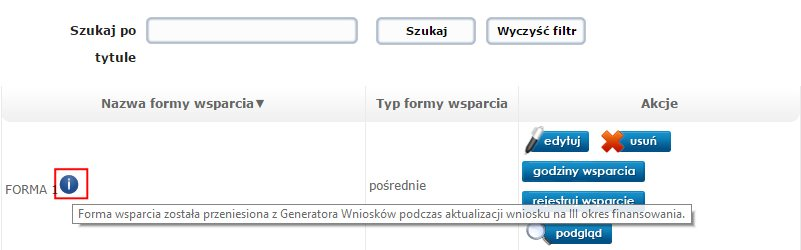 Szukaj po tytule
Szukaj
Wyczyść filtr
Nazwa formy wsparcia▼
Typ formy wsparcia
Akcje
FORMA 1
i
pośrednie
edytuj
usuń
godziny wsparcia
rejestruj wsparcie
Forma wsparcia została przeniesiona z Generatora Wniosków podczas aktualizacji wniosku na III okres finansowania.
podgląd